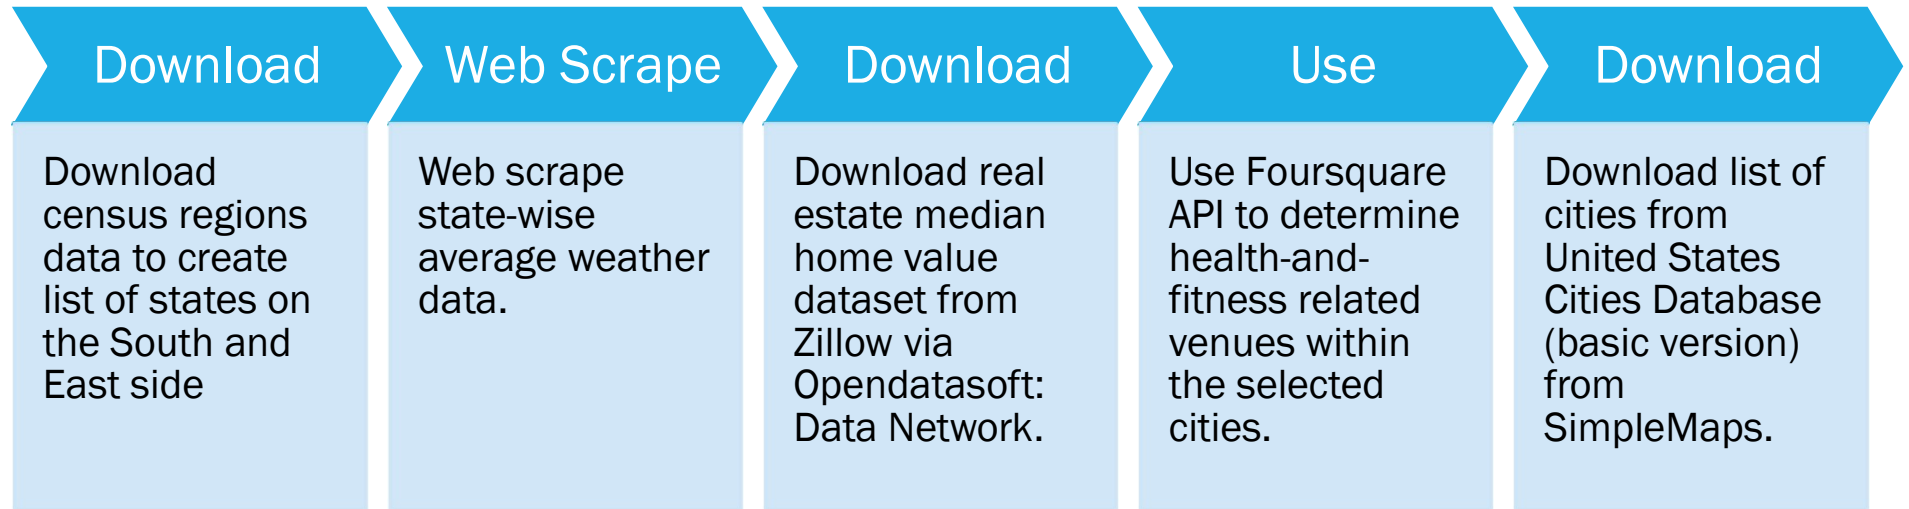 Download
Download
census regions
data to create
list of states on
the South and
East side
Web Scrape
Web scrape
state-wise
average weather
data.
Download
Download real
estate median
home value
dataset from
Zillow via
Opendatasoft:
Data Network.
Use
Use Foursquare
API to determine
health-and-
fitness related
venues within
the selected
cities.
Download
Download list of
cities from
United States
Cities Database
(basic version)
from
SimpleMaps.